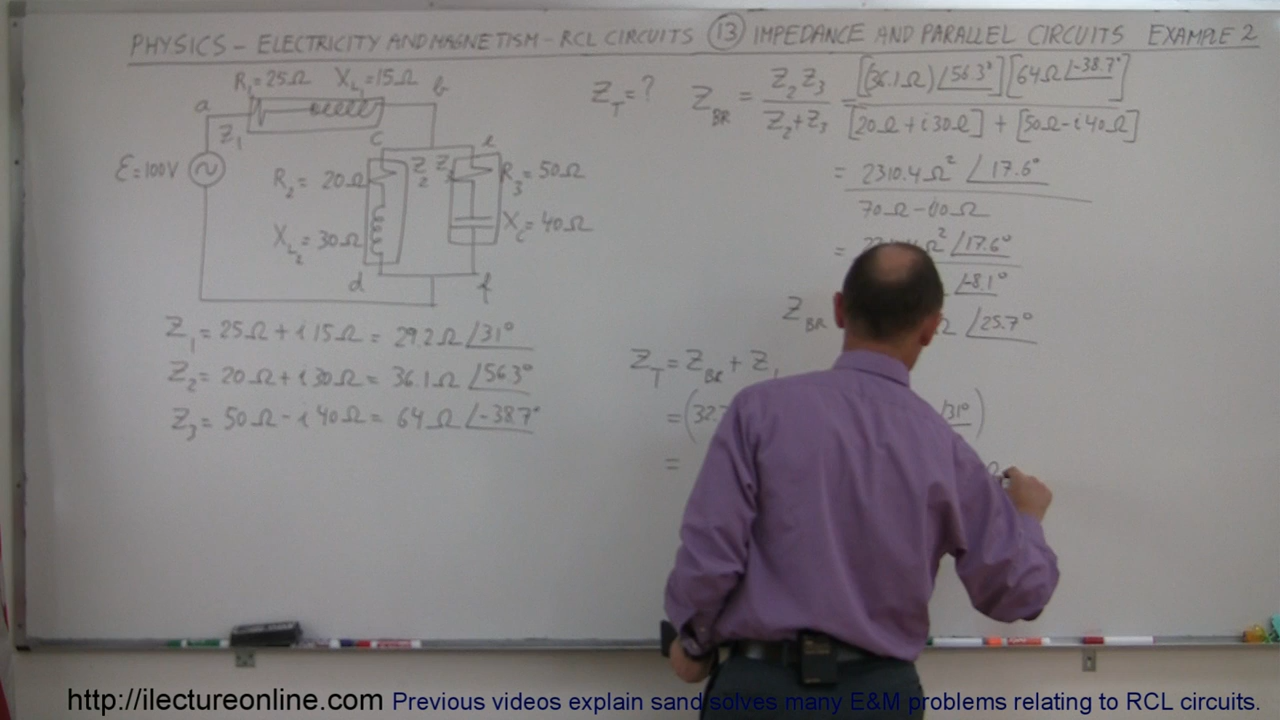 PHYSICS - ELECTRICITY AND MAGNETISM - RCL CIRCUITS (13) IMPEDANCE AND PARALLEL CIRCUITS EXAMPLE 2
R₁=25Ω X_L₁=15Ω
a
b
Z₁
c
e
Ɛ=100V
R₂= 20Ω
Z₂
R₃=50Ω
X_L₂=30Ω
X_C=40Ω
d
f
Z₁ = 25Ω + i 15Ω = 29.2Ω ∠31°
Z₂ = 20Ω + i 30Ω = 36.1Ω ∠56.3°
Z₃ = 50Ω - i 40Ω = 64Ω ∠-38.7°
Z_T = ?
Z_BR = Z₂Z₃ / Z₂+Z₃ = [(36.1Ω)∠56.3°][64Ω∠-38.7°] / [20Ω + i30Ω] + [50Ω - i40Ω]
= 2310.4Ω² ∠17.6°
70Ω - i10Ω
= Ω² ∠17.6°
∠-8.1°
Z_BR Ω ∠25.7°
Z_T = Z_BR + Z₁
= (32.7 ∠31°)
= Ω
http://ilectureonline.com Previous videos explain sand solves many E&M problems relating to RCL circuits.